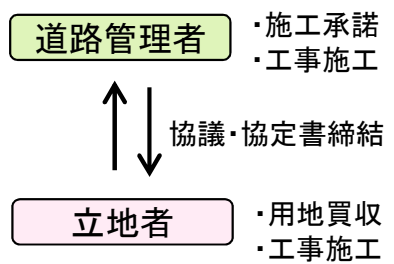 道路管理者
・施工承諾
・工事施工
協議・協定書締結
立地者
・用地買収
・工事施工